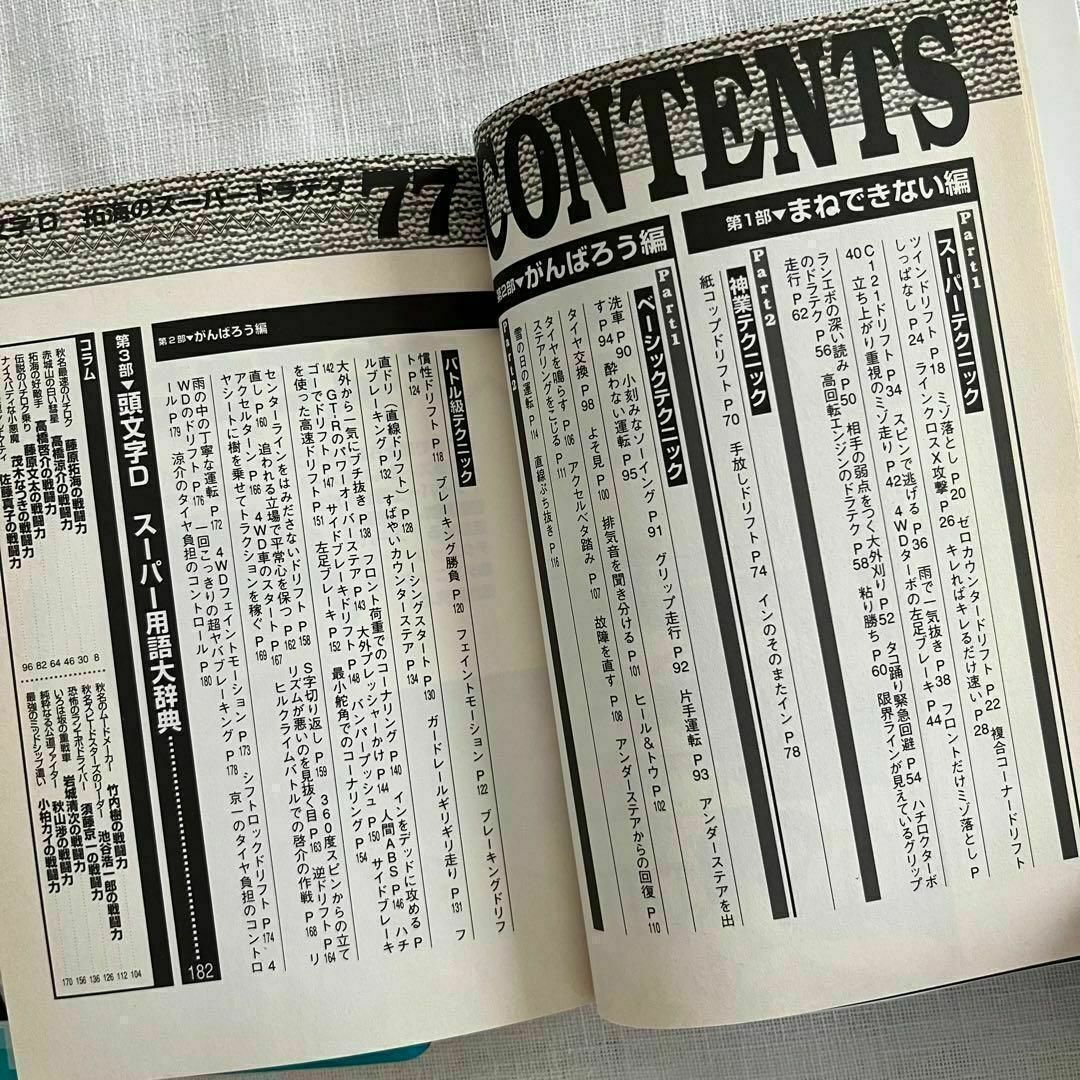 CONTENTS
第1部▼まねできない編
Part1
スーパーテクニック
ツインドリフト P18 ミゾ落とし P20 ゼロカウンタードリフト P22 複合コーナードリフト
しっぱなし P24 ラインクロスX攻撃 P26 キレればキレるだけ速い P28 フロントだけミゾ落とし P
C121ドリフト P34 スピンで逃げる P36 雨で一気抜き P38
40 立ち上がり重視のミゾ走り P42 4WDターボの左足ブレーキ P44
ランエボの深い読み P50 相手の弱点をつく大外刈り P52 タコ踊り緊急回避 P54 ハチロクターボ
のドラテク P56 高回転エンジンのドラテク P58 粘り勝ち P60 限界ラインが見えているグリップ
走行 P62
Part2
神業テクニック
紙コップドリフト P70 手放しドリフト P74 インのそのまたイン P78
第2部▼がんばろう編
Part1
ベーシックテクニック
洗車 P90 小刻みなソーイング P91 グリップ走行 P92 片手運転 P93 アンダーステアを出
す P94 酔わない運転 P95
タイヤ交換 P98 よそ見 P100 排気音を聞き分ける P101 ヒール&トウ P102
タイヤを鳴らす P106 アクセルベタ踏み P107 故障を直す P108 アンダーステアからの回復 P110
ステアリングをこじる P111
雪の日の運転 P114 直線ぶち抜き P116
Part2
文字D 拓海のスーパードラテク77
第2部▼がんばろう編
バトル級テクニック
慣性ドリフト P118 ブレーキング勝負 P120 フェイントモーション P122 ブレーキングドリフ
ト P124
直ドリ（直線ドリフト） P128 レーシングスタート P130 ガードレールギリギリ走り P131 フ
ルブレーキング P132 すばやいカウンターステア P134
大外から一気にブチ抜き P138 フロント荷重でのコーナリング P140 インをデッドに攻める P
142 GT-Rのパワーオーバーステア P143 大外プレッシャーかけ P144 人間ABS P146 ハチ
ゴーでドリフト P147 サイドブレーキドリフト P148 バンパープッシュ P150 サイドブレーキ
を使った高速ドリフト P151 左足ブレーキ P152 最小舵角でのコーナリング P154
センターラインをはみださないドリフト P158 S字切り返し P159 360度スピンからの立て
直し P160 追われる立場で平常心を保つ P162 リズムが悪いのを見抜く目 P163 逆ドリフト P164
アクセルターン P166 4WD車のスタート P167 ヒルクライムバトルでの啓介の作戦 P168 リ
ヤシートに樹を乗せてトラクションを稼ぐ P169
雨の中の丁寧な運転 P172 4WDフェイントモーション P173 シフトロックドリフト P174 4
WDのドリフト P176 一回こっきりの超ヤバブレーキング P178 京一のタイヤ負担のコントロ
ール P179 涼介のタイヤ負担のコントロール P180
第3部▼頭文字D スーパー用語大辞典 182
コラム
秋名最速のハチロク 藤原拓海の戦闘力 8
赤城山の白い彗星 高橋涼介の戦闘力 30
拓海の好敵手 高橋啓介の戦闘力 46
伝説のハチロク乗り 藤原文太の戦闘力 64
茂木なつきの戦闘力 82
佐藤真子の戦闘力 96
秋名のムードメーカー 竹内樹の戦闘力 104
秋名スピードスターズのリーダー 池谷浩一郎の戦闘力 112
恐怖のランエボドライバー 須藤京一の戦闘力 126
いろは坂の重戦車 岩城清次の戦闘力 136
純粋なる公道ファイター 秋山渉の戦闘力 156
最強のミッドシップ遣い 小柏カイの戦闘力 170